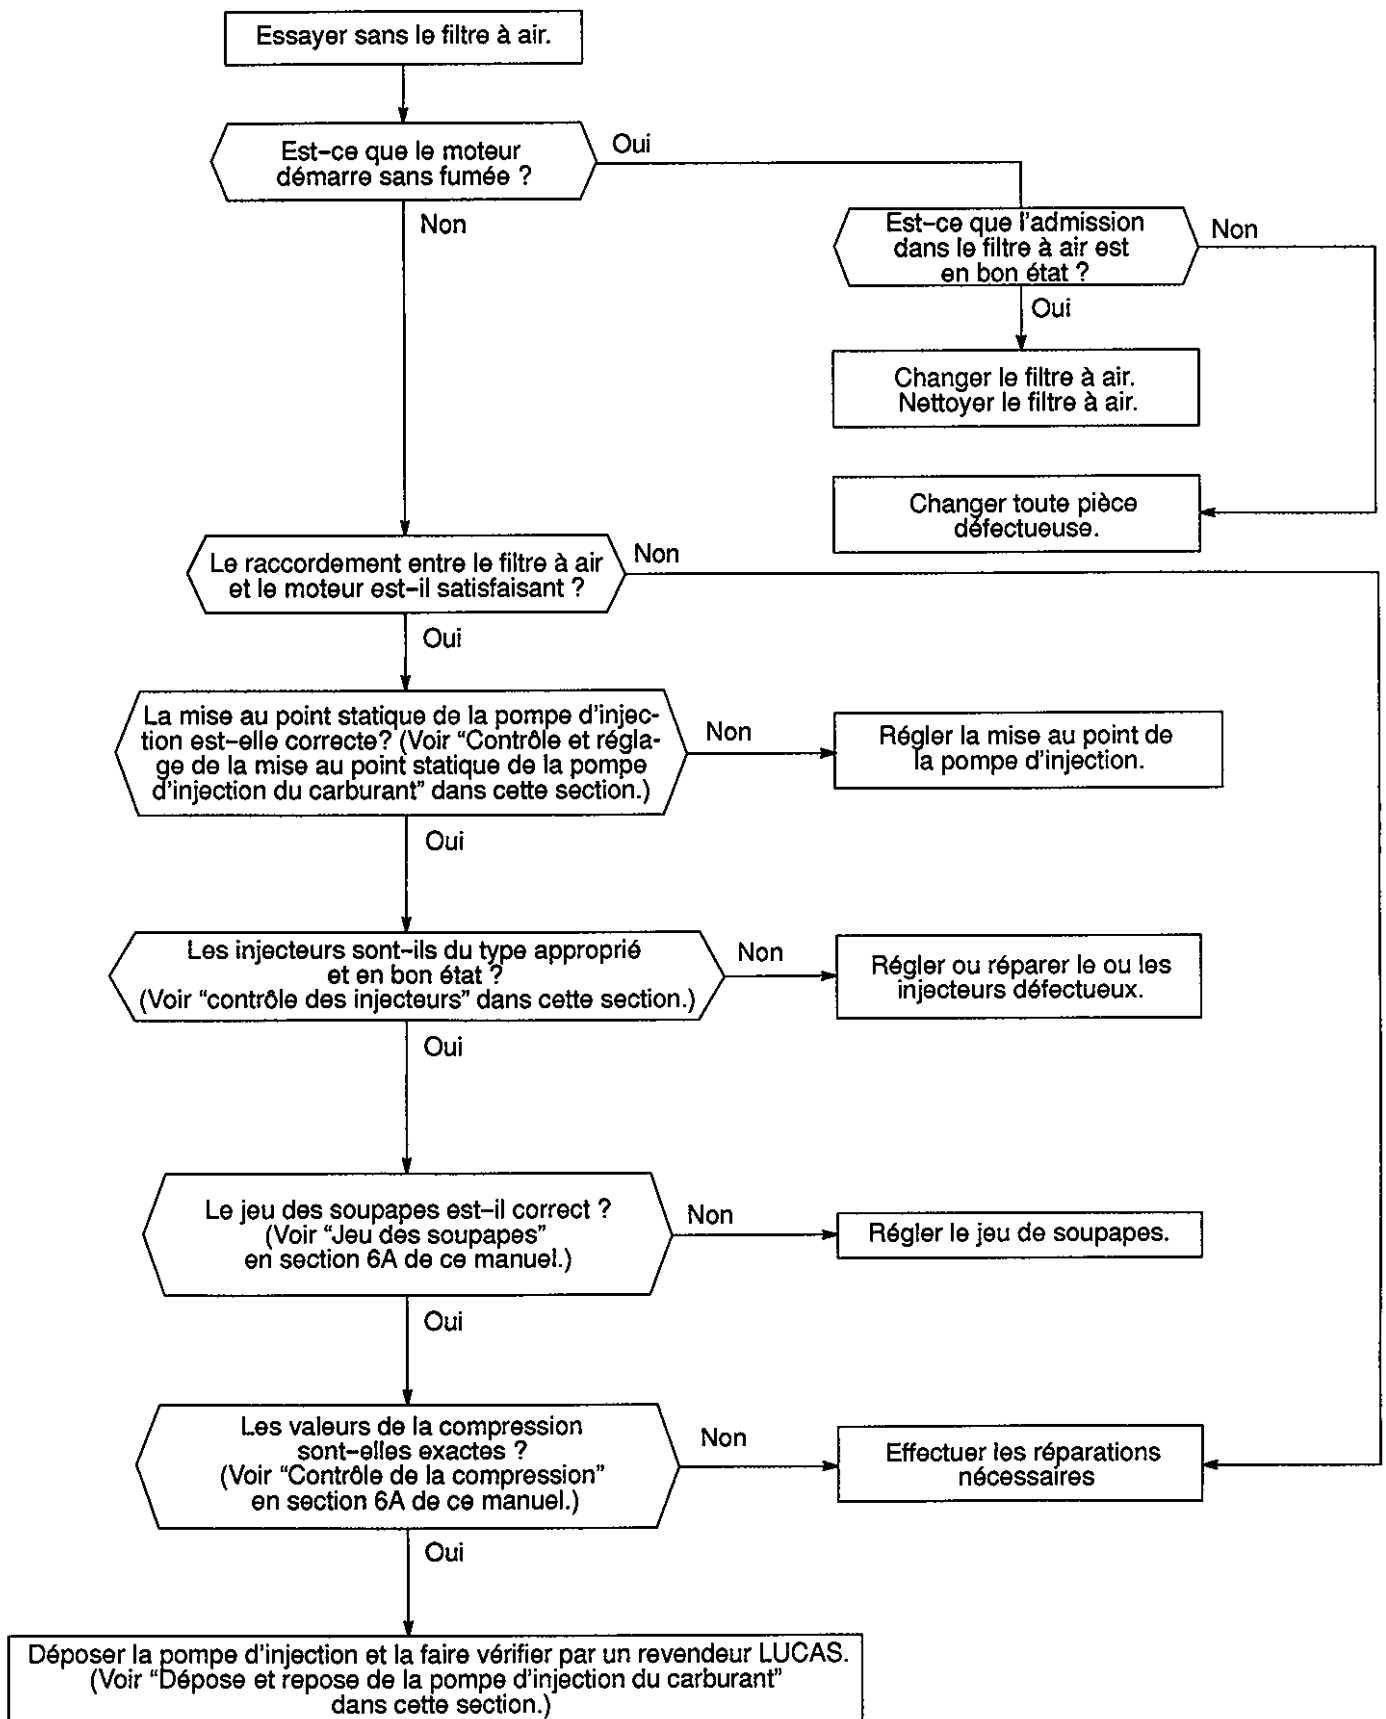 Essayer sans le filtre à air.
Est-ce que le moteur
démarre sans fumée ?
Oui
Non
Est-ce que l'admission
dans le filtre à air est
en bon état ?
Non
Oui
Changer le filtre à air.
Nettoyer le filtre à air.
Changer toute pièce
défectueuse.
Le raccordement entre le filtre à air
et le moteur est-il satisfaisant ?
Non
Oui
La mise au point statique de la pompe d'injec-
tion est-elle correcte? (Voir “Contrôle et régla-
ge de la mise au point statique de la pompe
d'injection du carburant” dans cette section.)
Non
Régler la mise au point de
la pompe d'injection.
Oui
Les injecteurs sont-ils du type approprié
et en bon état ?
(Voir “contrôle des injecteurs” dans cette section.)
Non
Régler ou réparer le ou les
injecteurs défectueux.
Oui
Le jeu des soupapes est-il correct ?
(Voir “Jeu des soupapes”
en section 6A de ce manuel.)
Non
Régler le jeu de soupapes.
Oui
Les valeurs de la compression
sont-elles exactes ?
(Voir “Contrôle de la compression”
en section 6A de ce manuel.)
Non
Effectuer les réparations
nécessaires
Oui
Déposer la pompe d'injection et la faire vérifier par un revendeur LUCAS.
(Voir “Dépose et repose de la pompe d'injection du carburant”
dans cette section.)